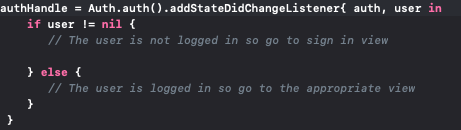 authHandle = Auth.auth().addStateDidChangeListener{ auth, user in
if user != nil {
// The user is not logged in so go to sign in view
} else {
// The user is logged in so go to the appropriate view
}
}